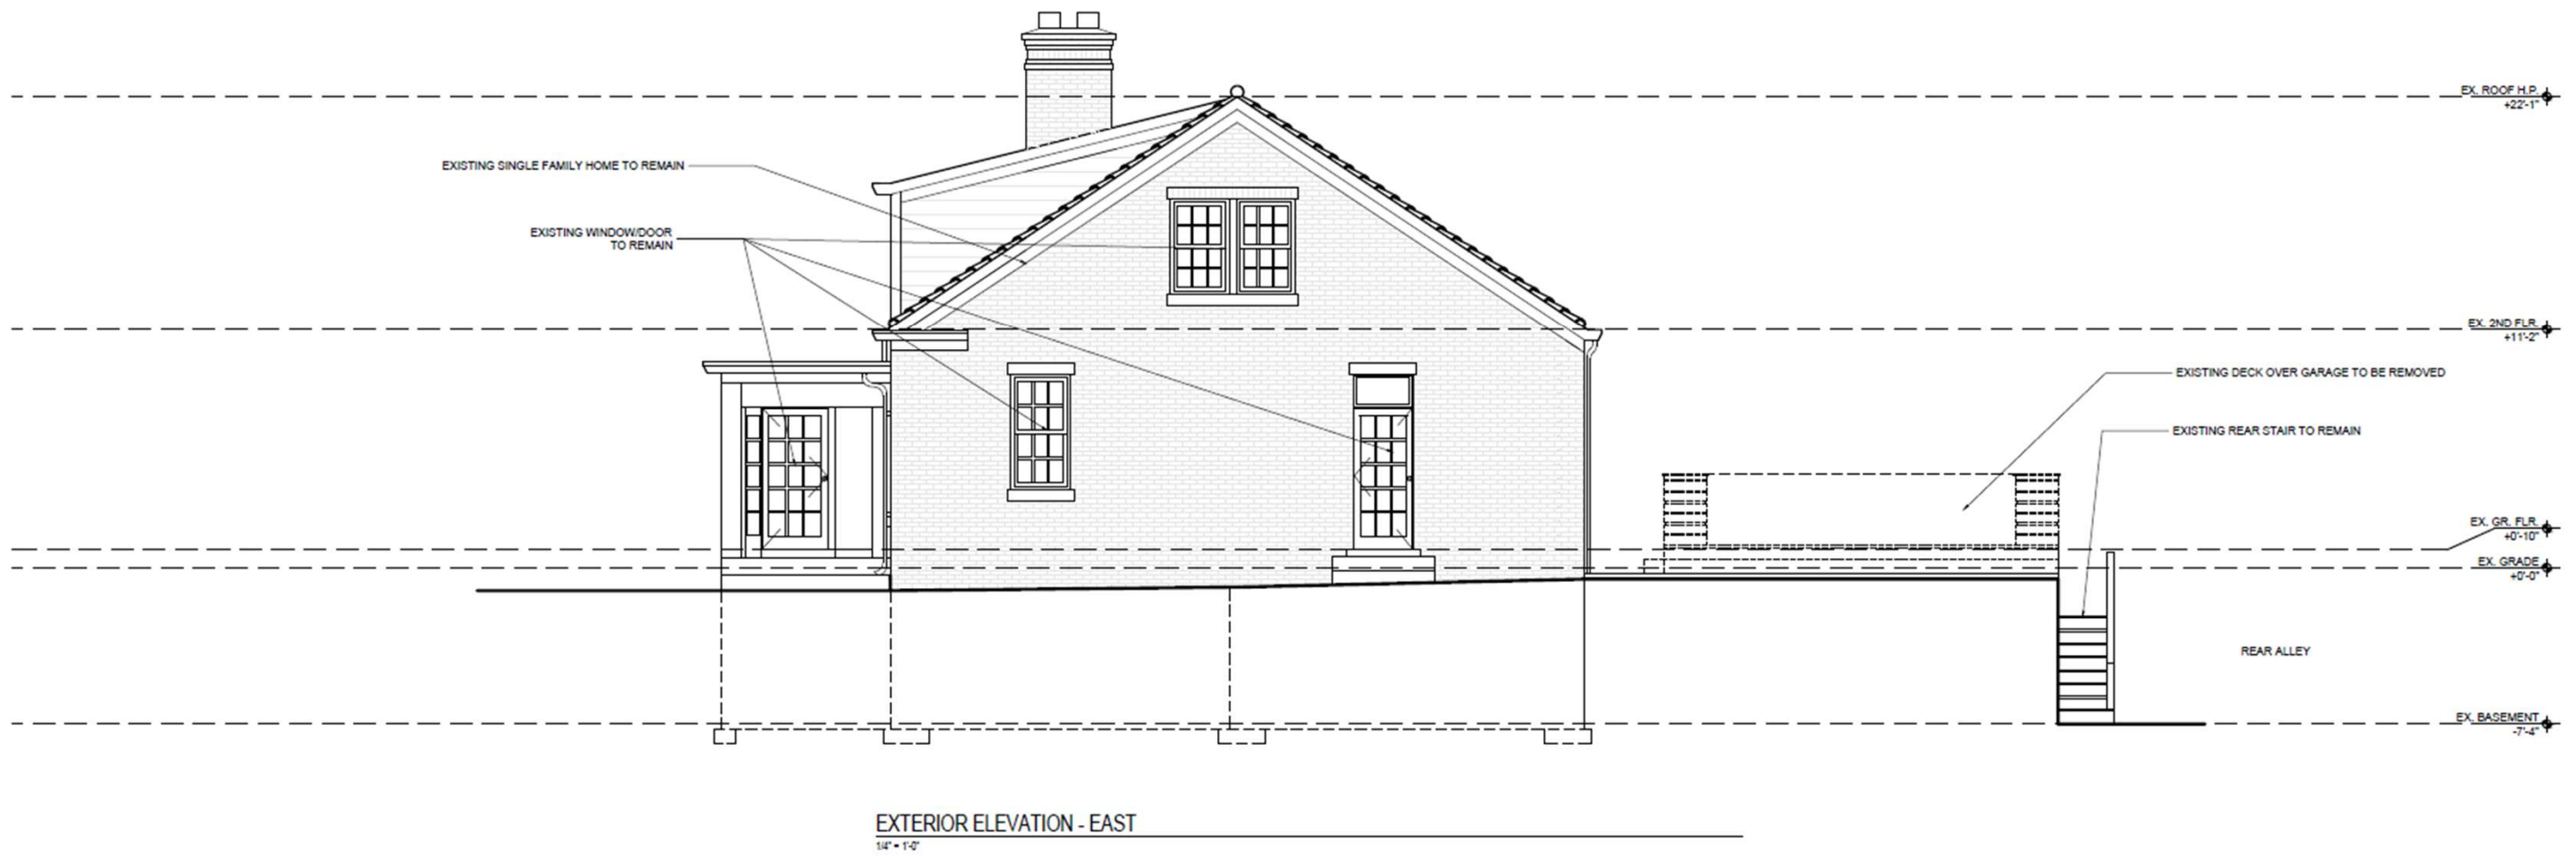 EX. ROOF H.P.
+22'-1"
EXISTING SINGLE FAMILY HOME TO REMAIN
EXISTING WINDOW/DOOR
TO REMAIN
EX. 2ND FLR.
+11'-2"
EXISTING DECK OVER GARAGE TO BE REMOVED
EXISTING REAR STAIR TO REMAIN
EX. GR. FLR.
+0'-10"
EX. GRADE
+0'-0"
REAR ALLEY
EX. BASEMENT
-7'-4"
EXTERIOR ELEVATION - EAST
1/4" = 1'-0"